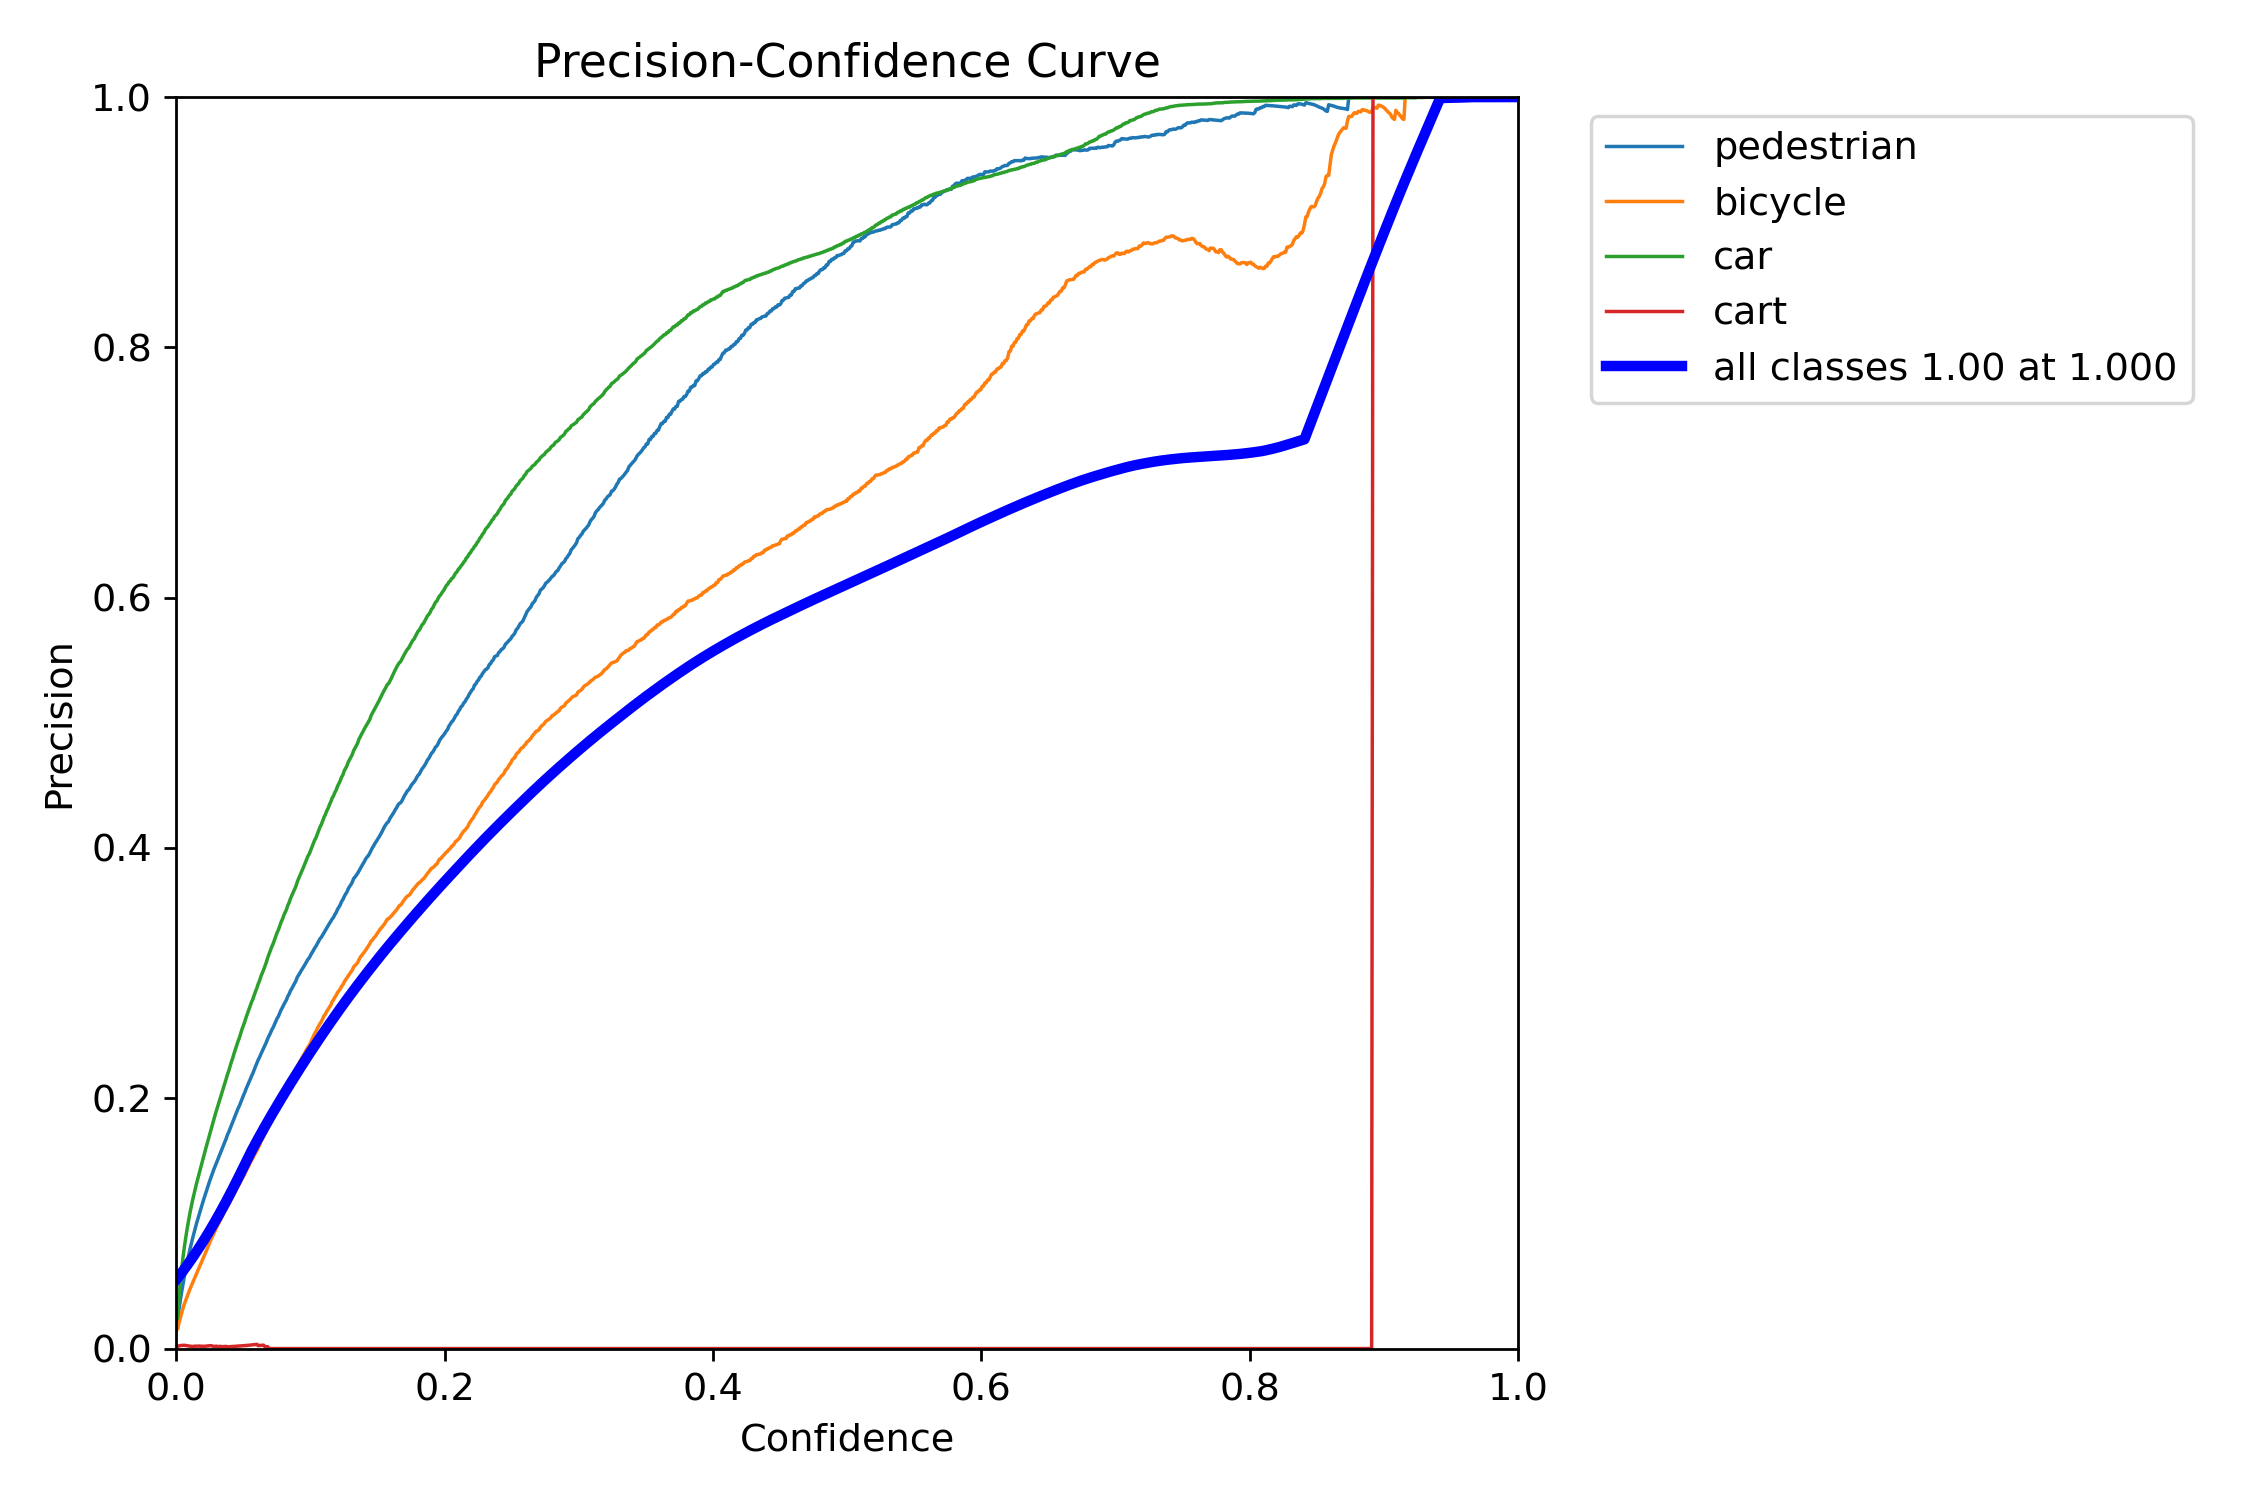 Precision-Confidence Curve
1.0
0.8
0.6
0.4
0.2
0.0
Precision
0.0 0.2 0.4 0.6 0.8 1.0
Confidence
pedestrian
bicycle
car
cart
all classes 1.00 at 1.000